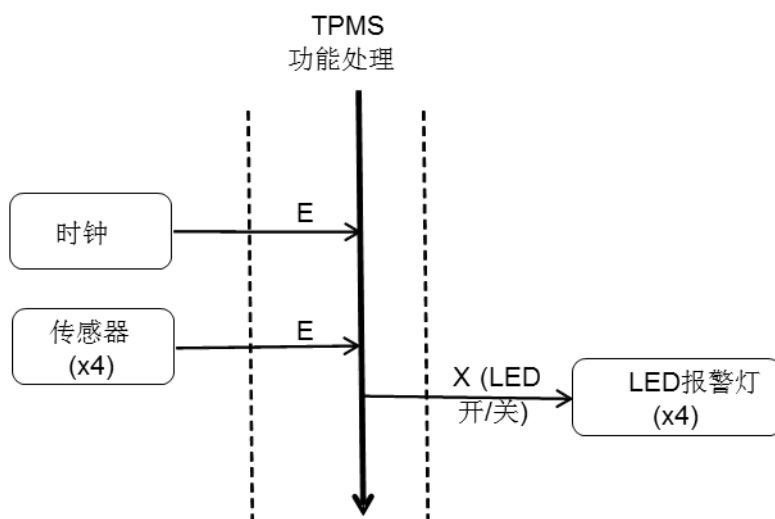 TPMS
功能处理
E
时钟
E
传感器
(x4)
X (LED
开/关)
LED报警灯
(x4)